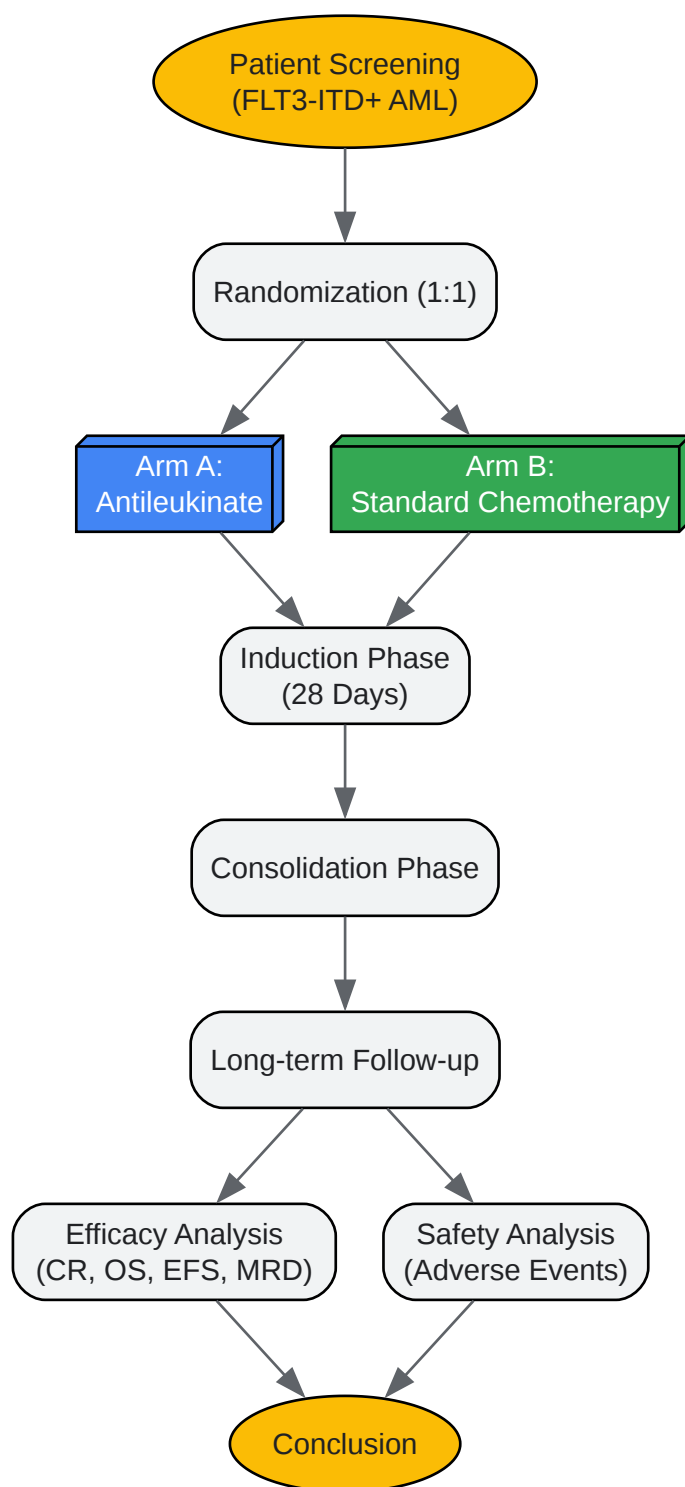 Patient Screening
(FLT3-ITD+ AML)
Randomization (1:1)
Arm A:
Antileukinate
Arm B:
Standard Chemotherapy
Induction Phase
(28 Days)
Consolidation Phase
Long-term Follow-up
Efficacy Analysis
(CR, OS, EFS, MRD)
Safety Analysis
(Adverse Events)
Conclusion